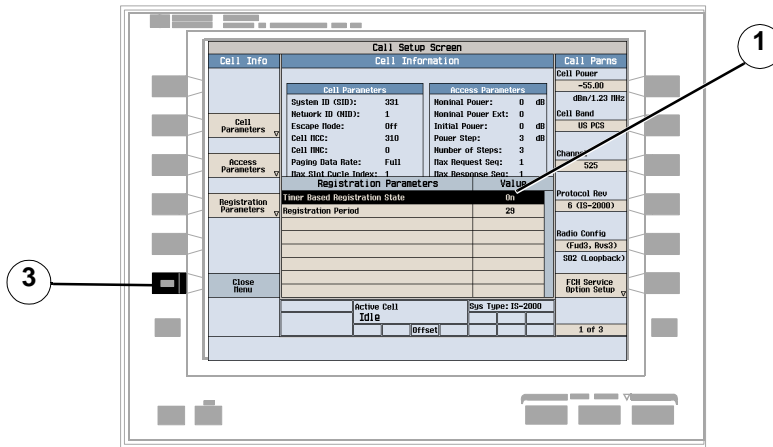 Call Setup Screen
Cell Info
Cell Information
Call Parms
Cell Parameters
Access Parameters
System ID (SID): 331
Network ID (NID): 1
Escape Mode: Off
Cell MCC: 310
Cell MNC: 0
Paging Data Rate: Full
Max Slot Cycle Index: 1
Nominal Power: 0 dB
Nominal Power Ext: 0
Initial Power: 0 dB
Power Step: 3 dB
Number of Steps: 3
Max Request Seq: 1
Max Response Seq: 1
Cell
Parameters
Access
Parameters
Registration
Parameters
Close
Menu
Registration Parameters Value
Timer Based Registration State On
Registration Period 29
Active Cell
Idle
Sys Type: IS-2000
Offset
Cell Power
-55.00
dBm/1.23 MHz
Cell Band
US PCS
Channel
525
Protocol Rev
6 (IS-2000)
Radio Config
(Fwd3, Rvs3)
SO2 (Loopback)
FCH Service
Option Setup
1 of 3
1
3